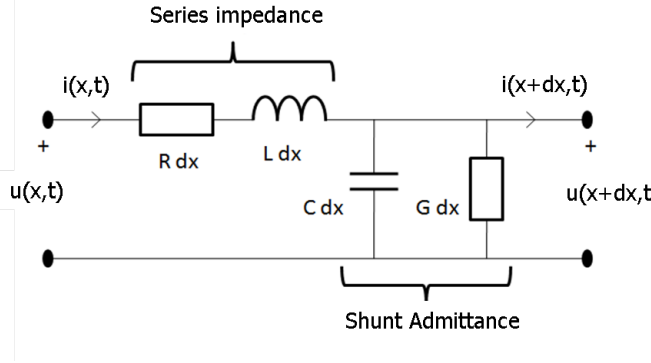 Series impedance
i(x,t)
i(x+dx,t)
+
+
R dx
L dx
u(x,t)
C dx
G dx
u(x+dx,t
Shunt Admittance